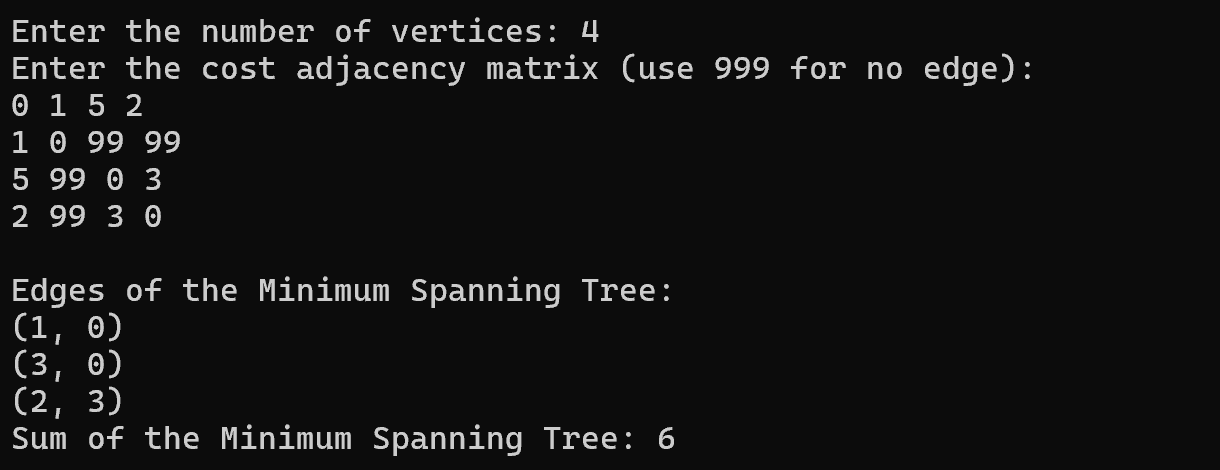 Enter the number of vertices: 4
Enter the cost adjacency matrix (use 999 for no edge):
0 1 5 2
1 0 99 99
5 99 0 3
2 99 3 0
Edges of the Minimum Spanning Tree:
(1, 0)
(3, 0)
(2, 3)
Sum of the Minimum Spanning Tree: 6